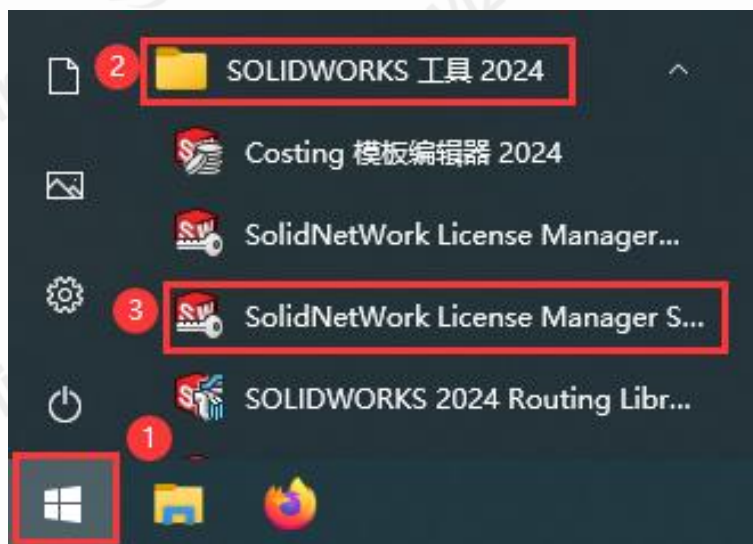 2 SOLIDWORKS 工具 2024
Costing 模板编辑器 2024
SolidNetWork License Manager...
3 SolidNetWork License Manager S...
SOLIDWORKS 2024 Routing Libr...
1